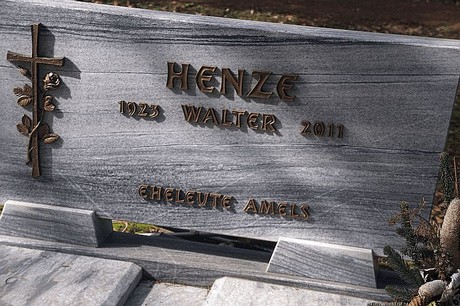 HENZE
1923 WALTER 2011
EHELEUTE AMELS